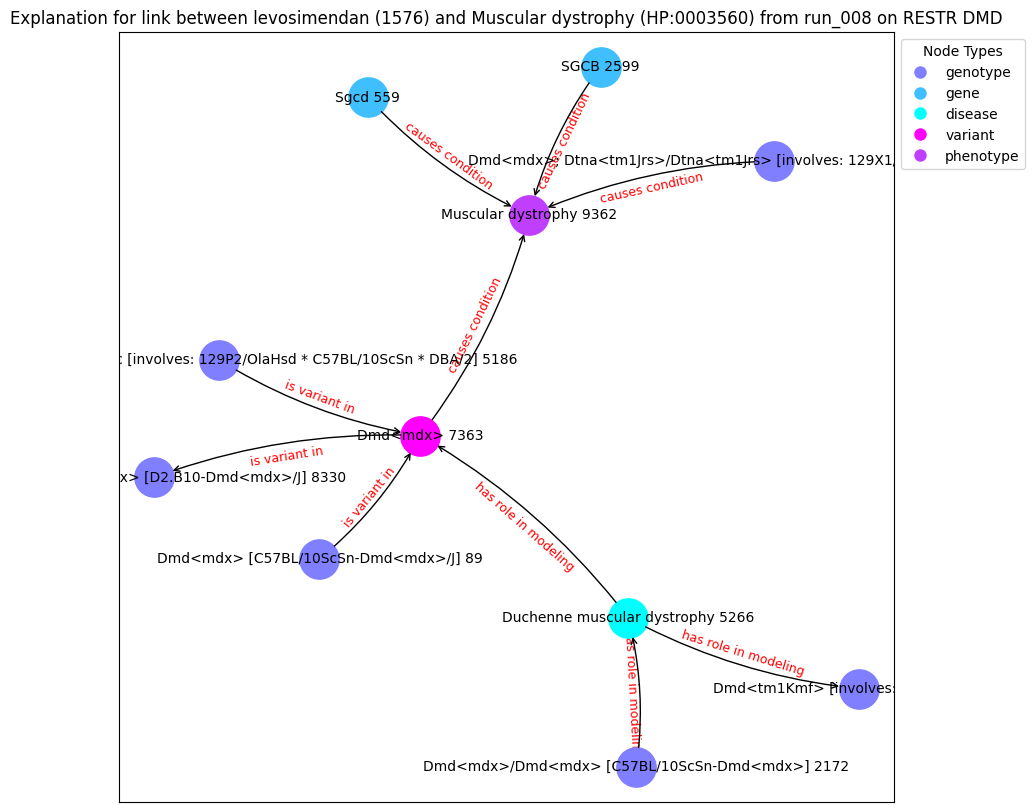 Explanation for link between levosimendan (1576) and Muscular dystrophy (HP:0003560) from run_008 on RESTR DMD
Node Types
genotype
gene
disease
variant
phenotype
SGCB 2599
Sgcd 559
causes condition
causes condition
Dmd<mdx> Dtna<tm1Jrs>/Dtna<tm1Jrs> [involves: 129X1/
causes condition
Muscular dystrophy 9362
causes condition
[involves: 129P2/OlaHsd * C57BL/10ScSn * DBA/2] 5186
is variant in
Dmd<mdx> 7363
is variant in
x> [D2.B10-Dmd<mdx>/J] 8330
is variant in
has role in modeling
Dmd<mdx> [C57BL/10ScSn-Dmd<mdx>/J] 89
Duchenne muscular dystrophy 5266
has role in modeling
as role in modelin
Dmd<tm1Kmf> [involves:
Dmd<mdx>/Dmd<mdx> [C57BL/10ScSn-Dmd<mdx>] 2172